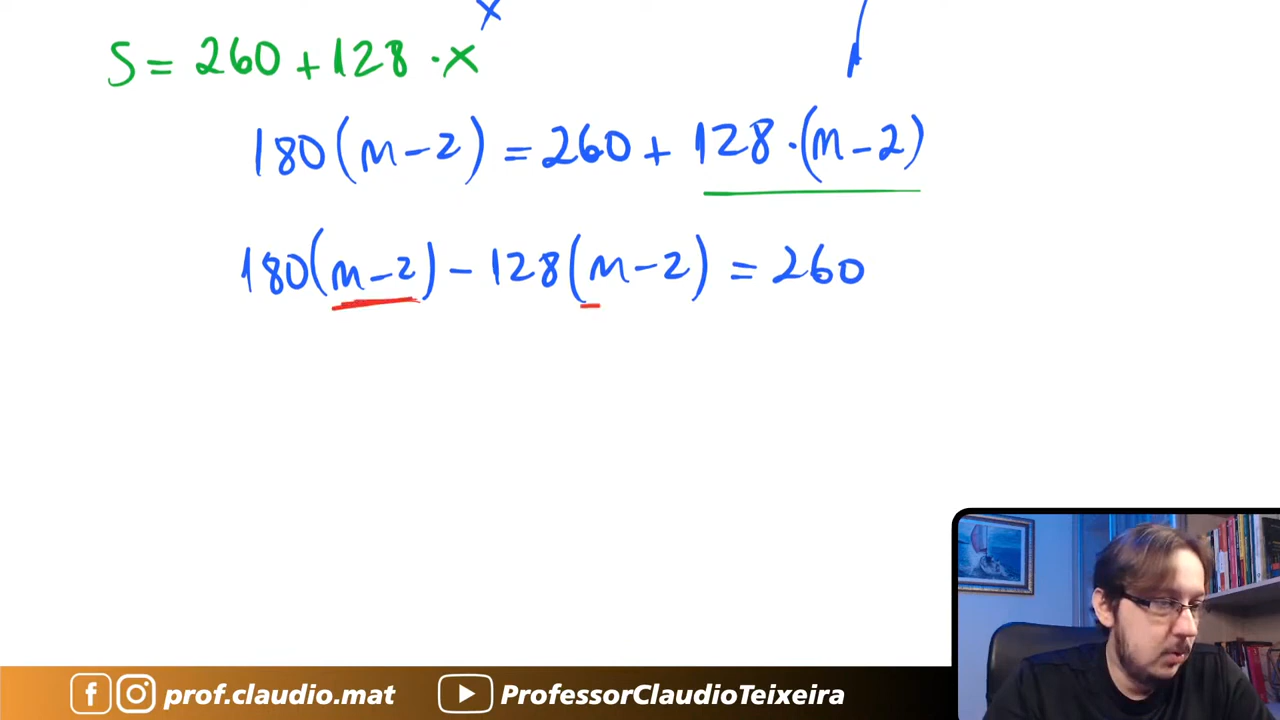 x
S = 260 + 128 · x
180(m-2) = 260 + 128·(m-2)
180(m-2) - 128(m-2) = 260
prof.claudio.mat ProfessorClaudioTeixeira